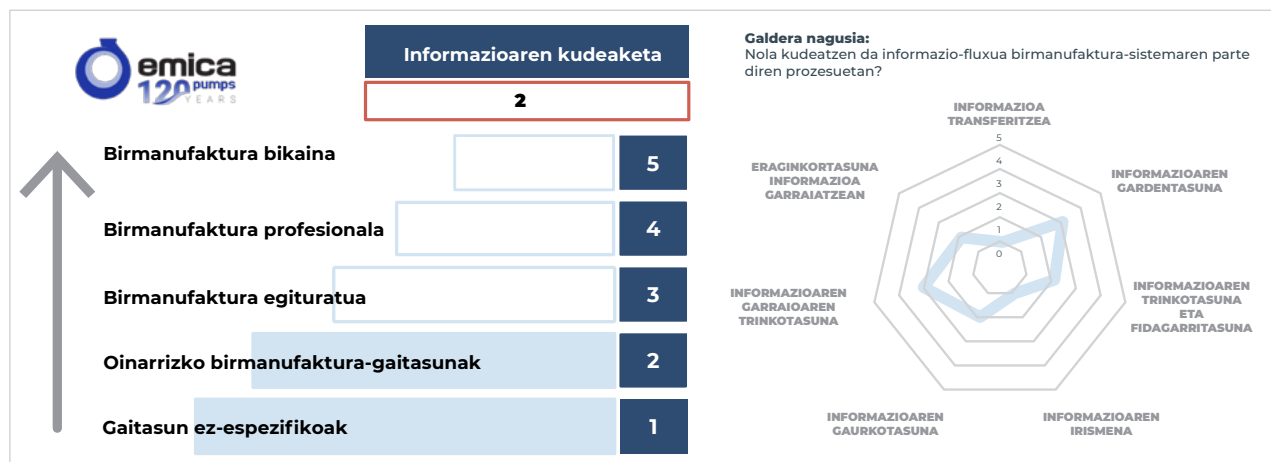 emica
120 pumps
YEARS
Informazioaren kudeaketa
2
Birmanufaktura bikaina
5
Birmanufaktura profesionala
4
Birmanufaktura egituratua
3
Oinarrizko birmanufaktura-gaitasunak
2
Gaitasun ez-espezifikoak
1
Galdera nagusia:
Nola kudeatzen da informazio-fluxua birmanufaktura-sistemaren parte
diren prozesuetan?
INFORMAZIOA
TRANSFERITZEA
5
4
3
2
1
0
INFORMAZIOAREN
GARDENTASUNA
INFORMAZIOAREN
TRINKOTASUNA
ETA
FIDAGARRITASUNA
INFORMAZIOAREN
IRISMENA
INFORMAZIOAREN
GAURKOTASUNA
INFORMAZIOAREN
GARRAIOAREN
TRINKOTASUNA
ERAGINKORTASUNA
INFORMAZIOA
GARRAIATZEAN